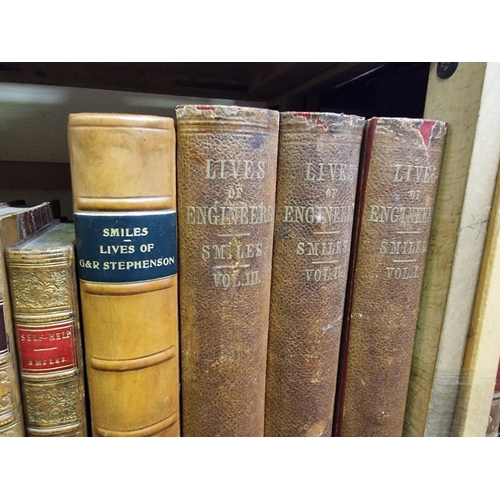 SELF-HELP
SMILES
SMILES
LIVES OF
G&R STEPHENSON
LIVES
OF
ENGINEERS
SMILES.
VOL. III.
LIVES
OF
ENGINEERS
SMILES
VOL. II.
LIVES
OF
ENGINEERS
SMILES.
VOL. I.